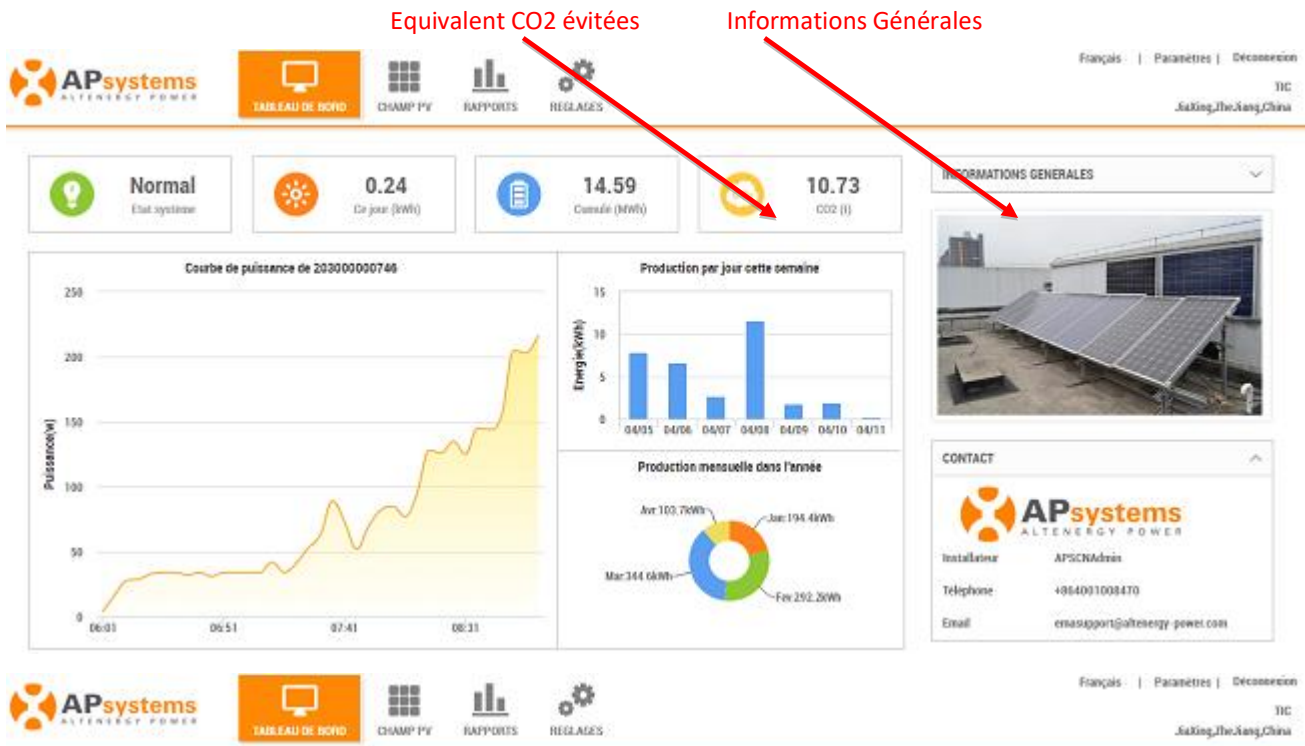 Equivalent CO2 évitées
Informations Générales
APsystems
ALTENERGY POWER
TABLEAU DE BORD
CHAMP PV
RAPPORTS
REGLAGES
Français | Paramètres | Déconnexion
TIC
JiaXing,ZheJiang,China
Normal
Etat système
0.24
Ce jour (kWh)
14.59
Cumulé (MWh)
10.73
CO2 (t)
INFORMATIONS GENERALES
Courbe de puissance de 203000000746
250
200
150
100
50
0
Puissance(w)
06:01
06:51
07:41
08:31
Production par jour cette semaine
15
10
5
0
Energie(kWh)
04/05
04/06
04/07
04/08
04/09
04/10
04/11
Production mensuelle dans l'année
Avr:103.7kWh
Jan:194.4kWh
Mar:344.6kWh
Fev:292.2kWh
CONTACT
APsystems
ALTENERGY POWER
Installateur APSCNAdmin
Téléphone +864001008470
Email emasupport@altenergy-power.com
APsystems
ALTENERGY POWER
TABLEAU DE BORD
CHAMP PV
RAPPORTS
REGLAGES
Français | Paramètres | Déconnexion
TIC
JiaXing,ZheJiang,China